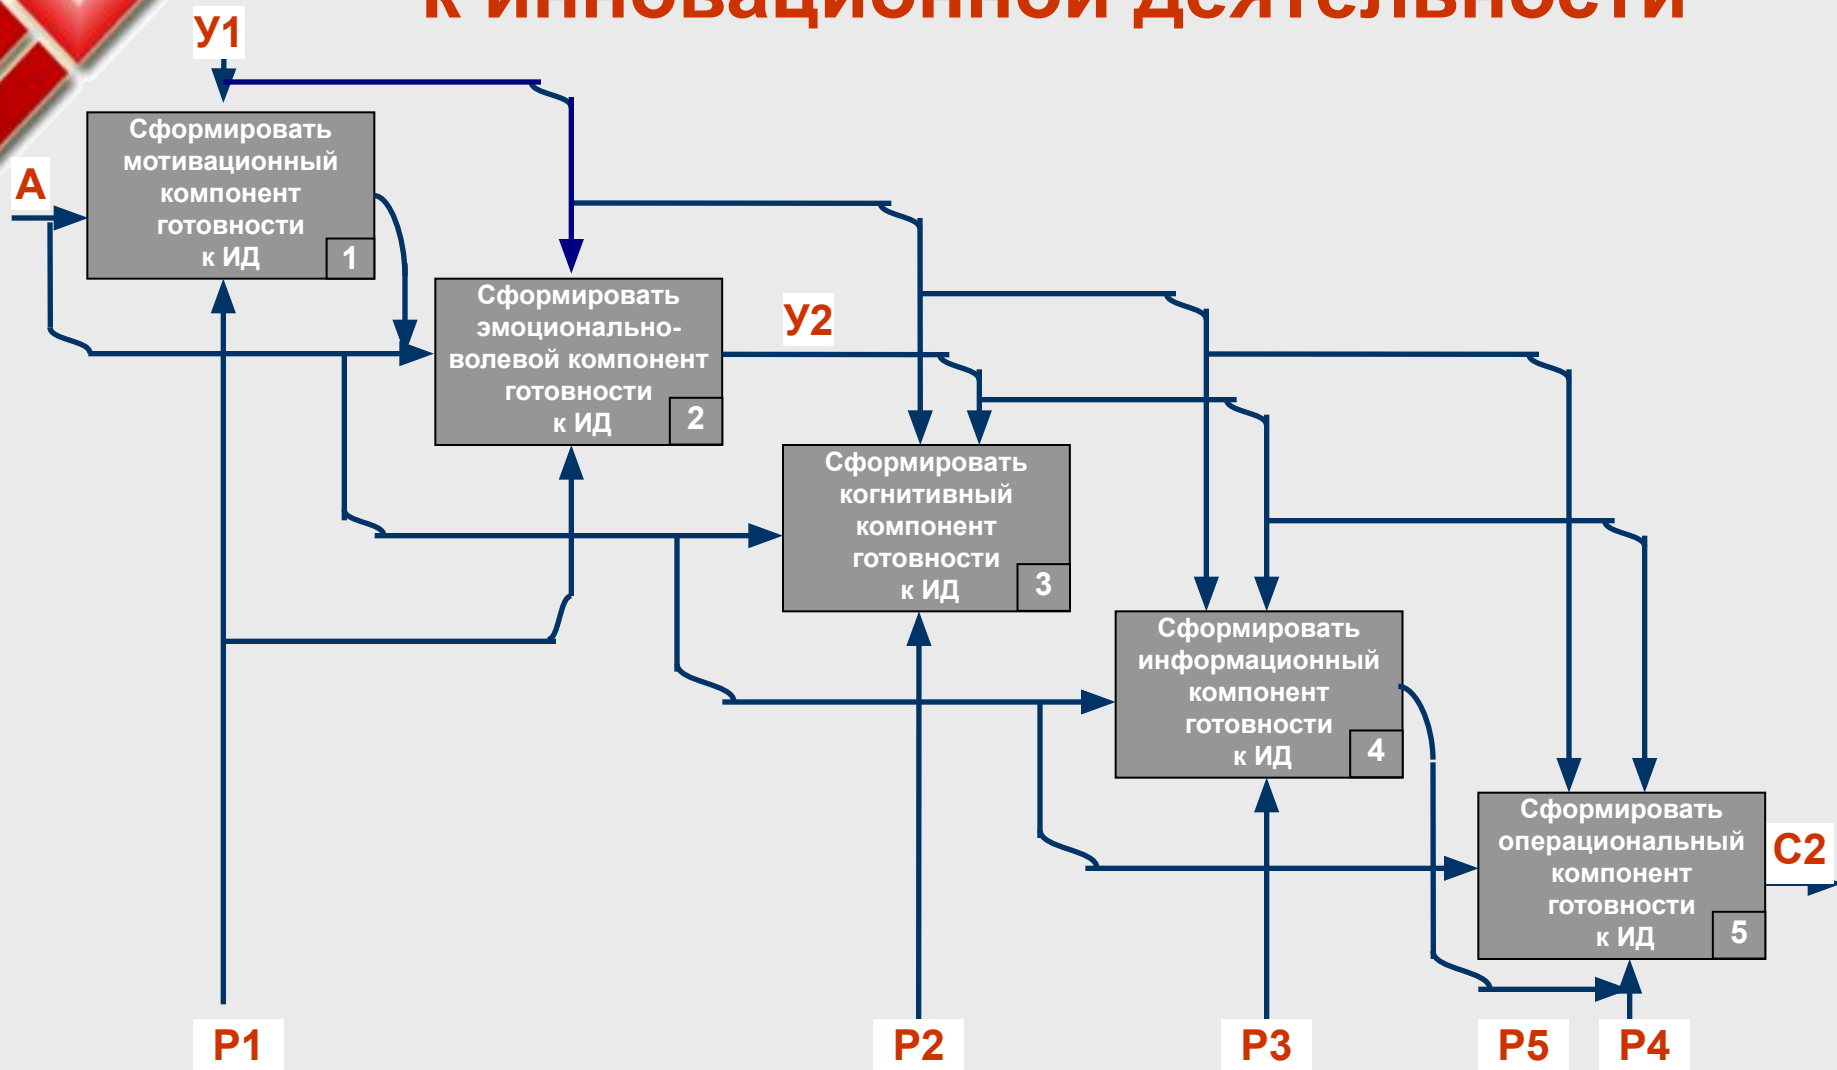 к инновационной деятельности
У1
Сформировать
мотивационный
компонент
готовности
к ИД
1
А
Сформировать
эмоционально-
волевой компонент
готовности
к ИД
2
У2
Сформировать
когнитивный
компонент
готовности
к ИД
3
Сформировать
информационный
компонент
готовности
к ИД
4
Сформировать
операциональный
компонент
готовности
к ИД
5
С2
Р1
Р2
Р3
Р5
Р4